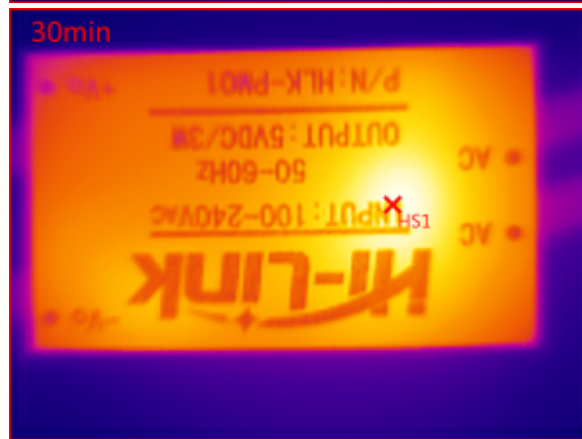 30min
Hi-Link
INPUT:100-240VAC
50-60Hz
OUTPUT:5VDC/3W
P/N:HLK-PM01
AC
AC
-Vo
+Vo
HS1